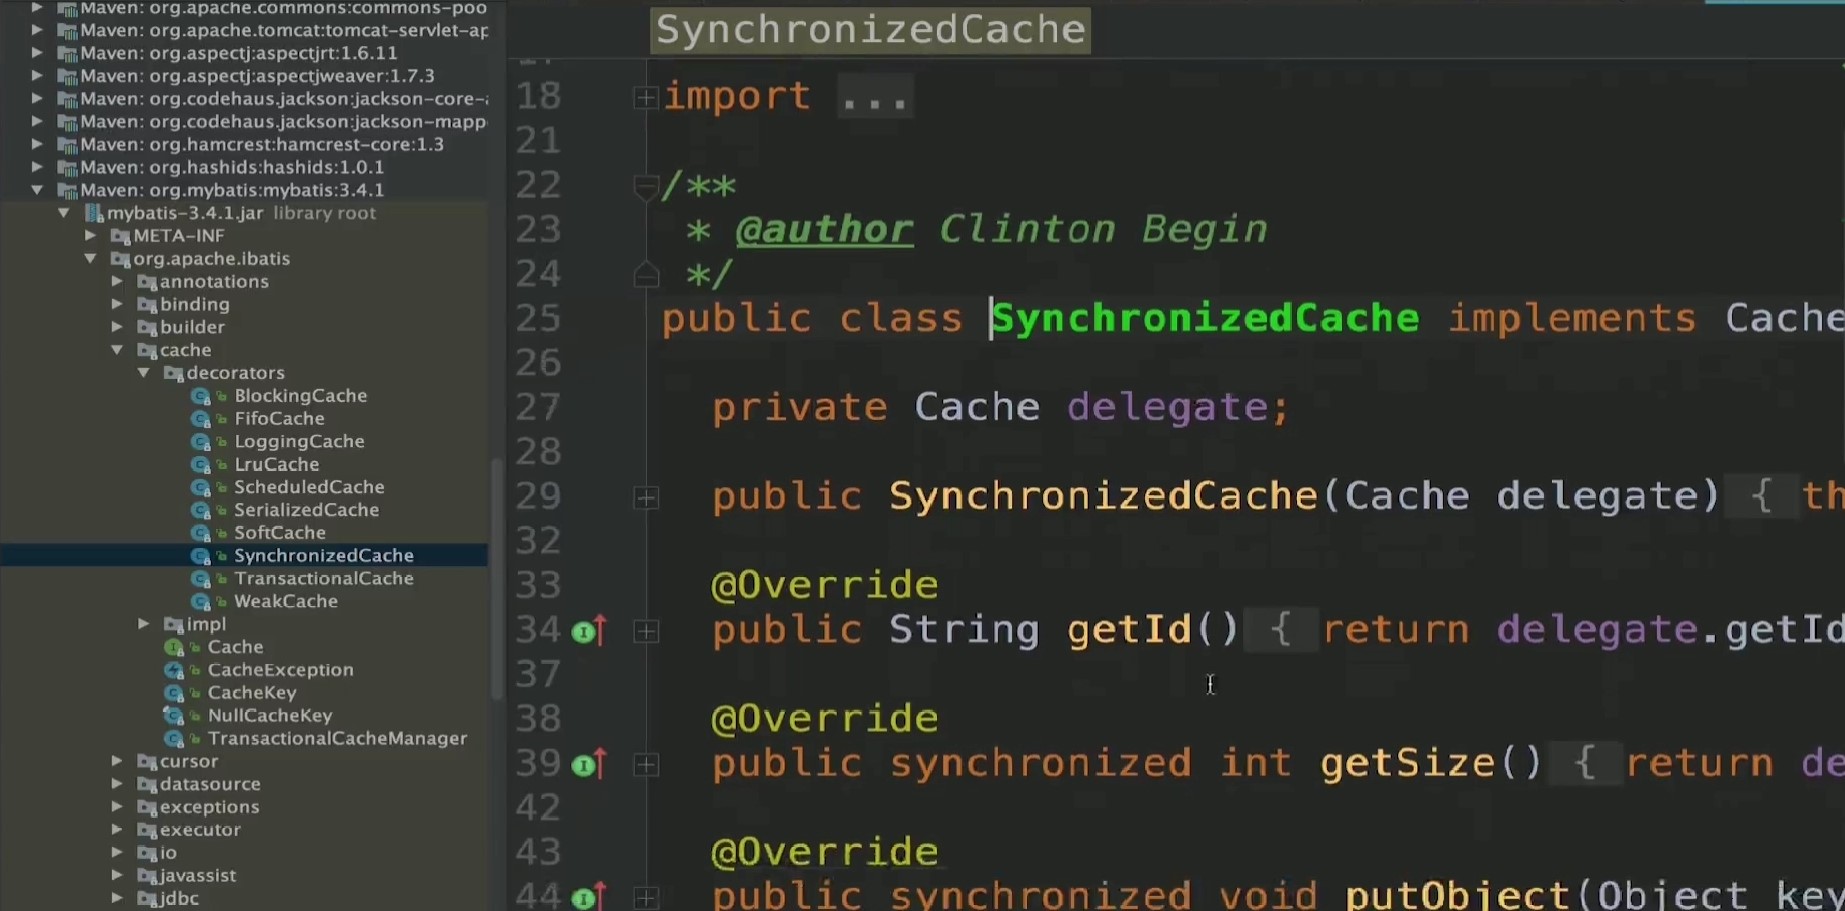 Maven: org.apache.commons:commons-poo
Maven: org.apache.tomcat:tomcat-servlet-ap
Maven: org.aspectj:aspectjrt:1.6.11
Maven: org.aspectj:aspectjweaver:1.7.3
Maven: org.codehaus.jackson:jackson-core-a
Maven: org.codehaus.jackson:jackson-mapp
Maven: org.hamcrest:hamcrest-core:1.3
Maven: org.hashids:hashids:1.0.1
Maven: org.mybatis:mybatis:3.4.1
mybatis-3.4.1.jar library root
META-INF
org.apache.ibatis
annotations
binding
builder
cache
decorators
BlockingCache
FifoCache
LoggingCache
LruCache
ScheduledCache
SerializedCache
SoftCache
SynchronizedCache
TransactionalCache
WeakCache
impl
Cache
CacheException
CacheKey
NullCacheKey
TransactionalCacheManager
cursor
datasource
exceptions
executor
io
javassist
jdbc
SynchronizedCache
18 import ...
21
22 /**
23 * @author Clinton Begin
24 */
25 public class SynchronizedCache implements Cache
26
27 private Cache delegate;
28
29 public SynchronizedCache(Cache delegate) { th
32
33 @Override
34 public String getId() { return delegate.getId
37
38 @Override
39 public synchronized int getSize() { return de
42
43 @Override
44 public synchronized void putObject(Object key